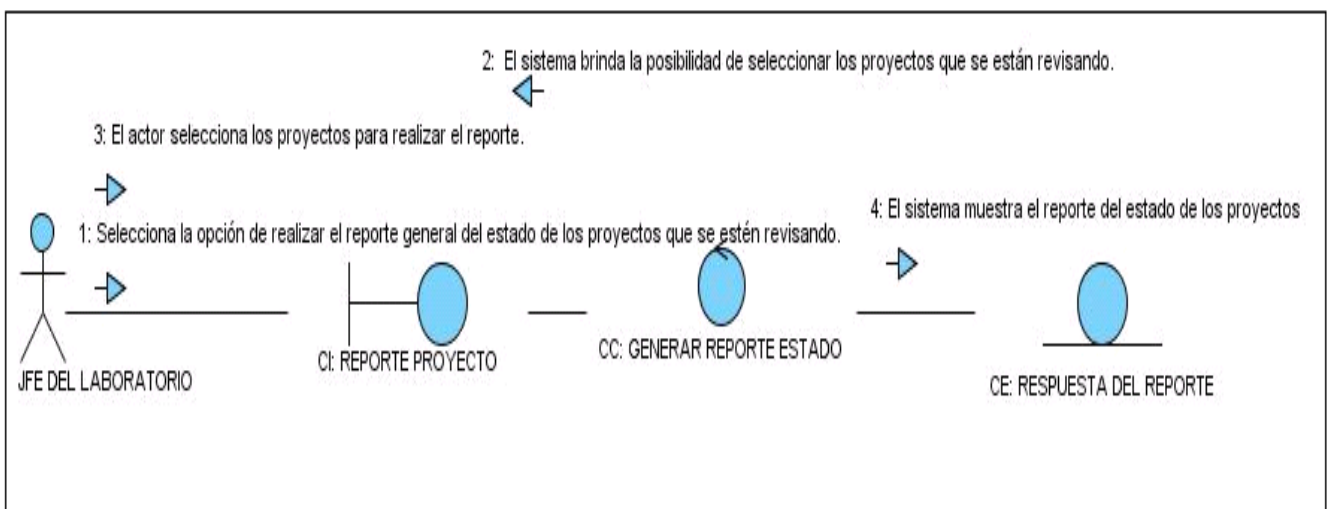 2: El sistema brinda la posibilidad de seleccionar los proyectos que se están revisando.
3: El actor selecciona los proyectos para realizar el reporte.
4: El sistema muestra el reporte del estado de los proyectos
1: Selecciona la opción de realizar el reporte general del estado de los proyectos que se estén revisando.
JFE DEL LABORATORIO
CI: REPORTE PROYECTO
CC: GENERAR REPORTE ESTADO
CE: RESPUESTA DEL REPORTE